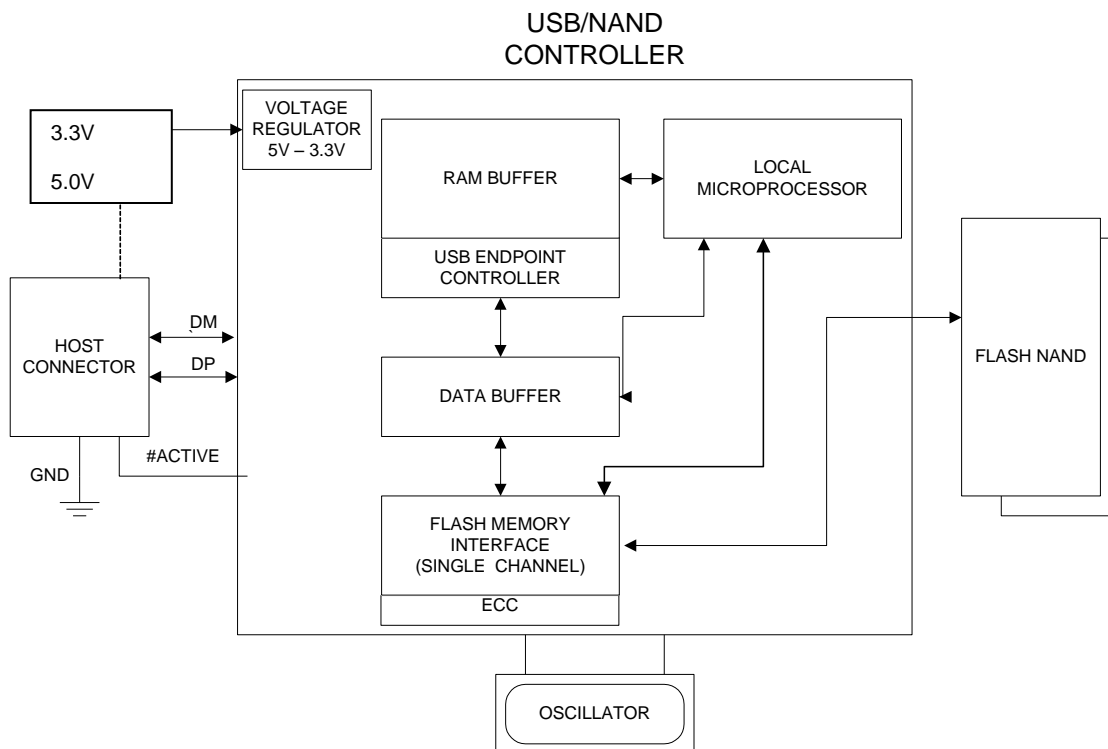 USB/NAND
CONTROLLER
3.3V
5.0V
VOLTAGE
REGULATOR
5V – 3.3V
RAM BUFFER
LOCAL
MICROPROCESSOR
USB ENDPOINT
CONTROLLER
HOST
CONNECTOR
`DM
DP
#ACTIVE
GND
DATA BUFFER
FLASH NAND
FLASH MEMORY
INTERFACE
(SINGLE CHANNEL)
ECC
OSCILLATOR